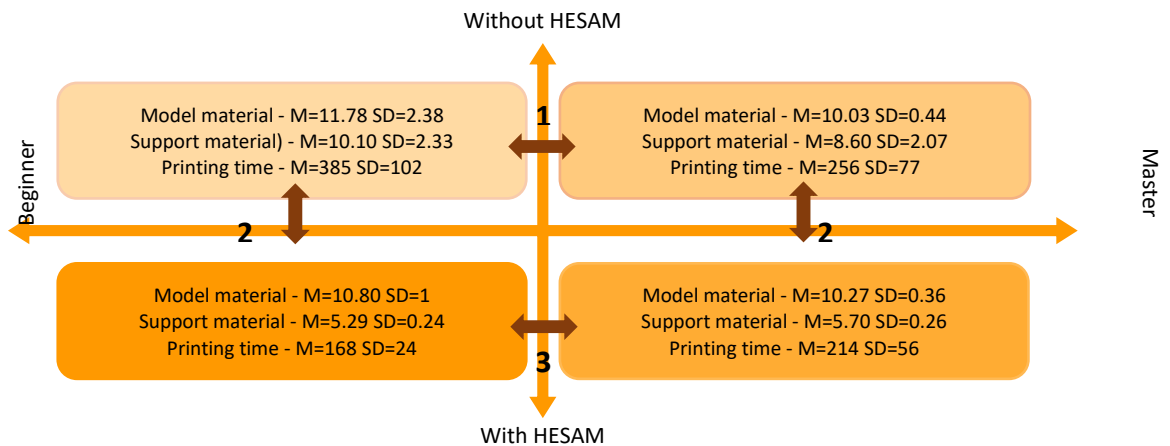 Without HESAM
Model material - M=11.78 SD=2.38
Support material) - M=10.10 SD=2.33
Printing time - M=385 SD=102
1
Model material - M=10.03 SD=0.44
Support material - M=8.60 SD=2.07
Printing time - M=256 SD=77
Beginner
Master
2
2
Model material - M=10.80 SD=1
Support material - M=5.29 SD=0.24
Printing time - M=168 SD=24
3
Model material - M=10.27 SD=0.36
Support material - M=5.70 SD=0.26
Printing time - M=214 SD=56
With HESAM